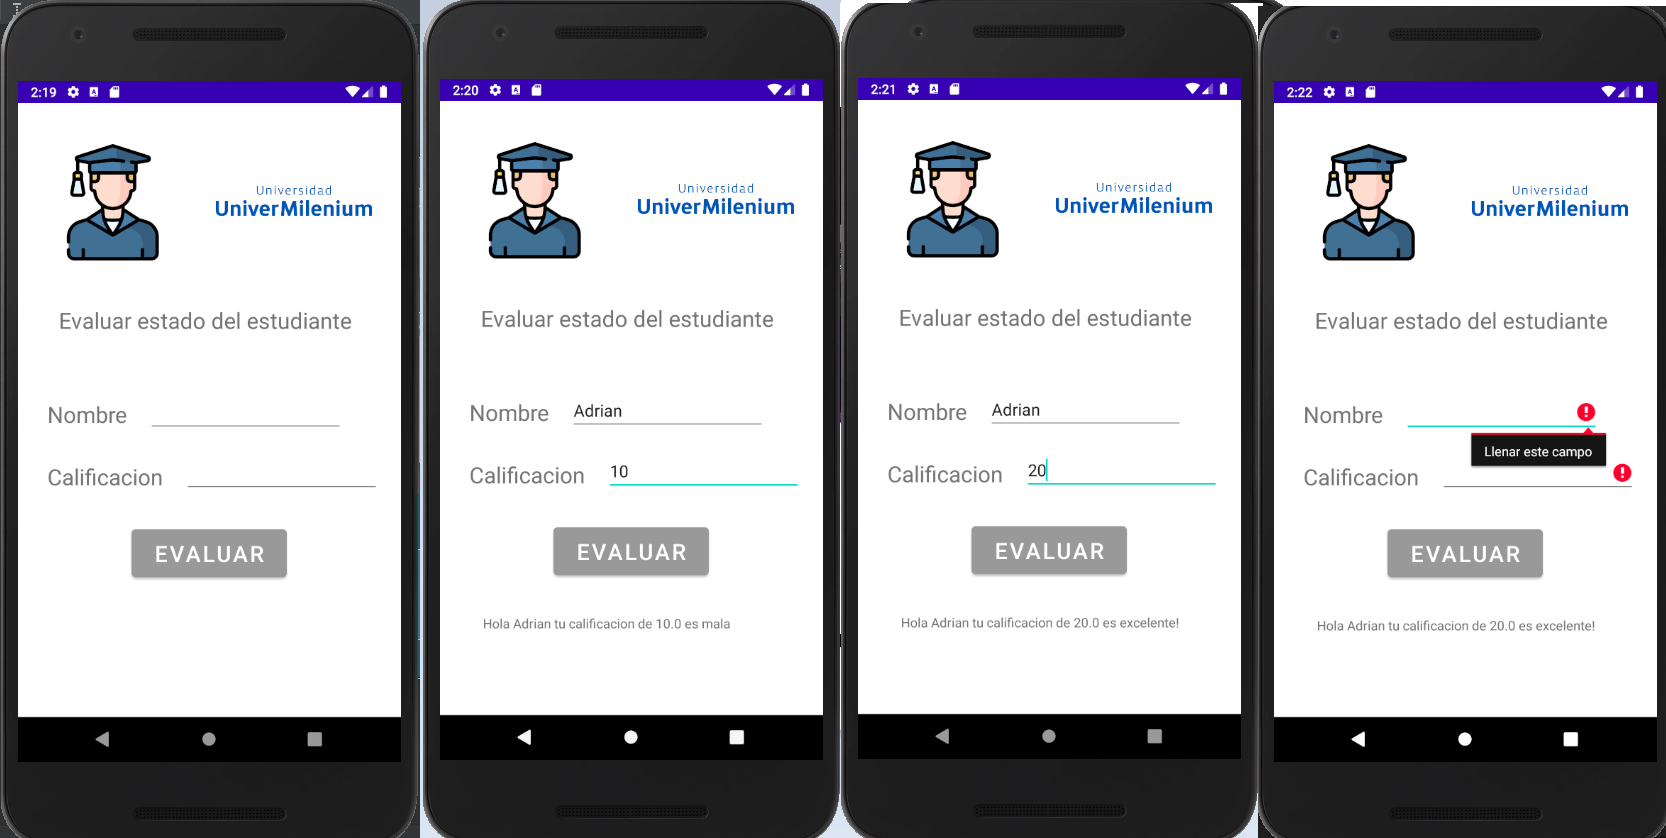 2:19
Universidad
UniverMilenium
Evaluar estado del estudiante
Nombre
Calificacion
EVALUAR
2:20
Universidad
UniverMilenium
Evaluar estado del estudiante
Nombre Adrian
Calificacion 10
EVALUAR
Hola Adrian tu calificacion de 10.0 es mala
2:21
Universidad
UniverMilenium
Evaluar estado del estudiante
Nombre Adrian
Calificacion 20
EVALUAR
Hola Adrian tu calificacion de 20.0 es excelente!
2:22
Universidad
UniverMilenium
Evaluar estado del estudiante
Nombre
Llenar este campo
Calificacion
EVALUAR
Hola Adrian tu calificacion de 20.0 es excelente!